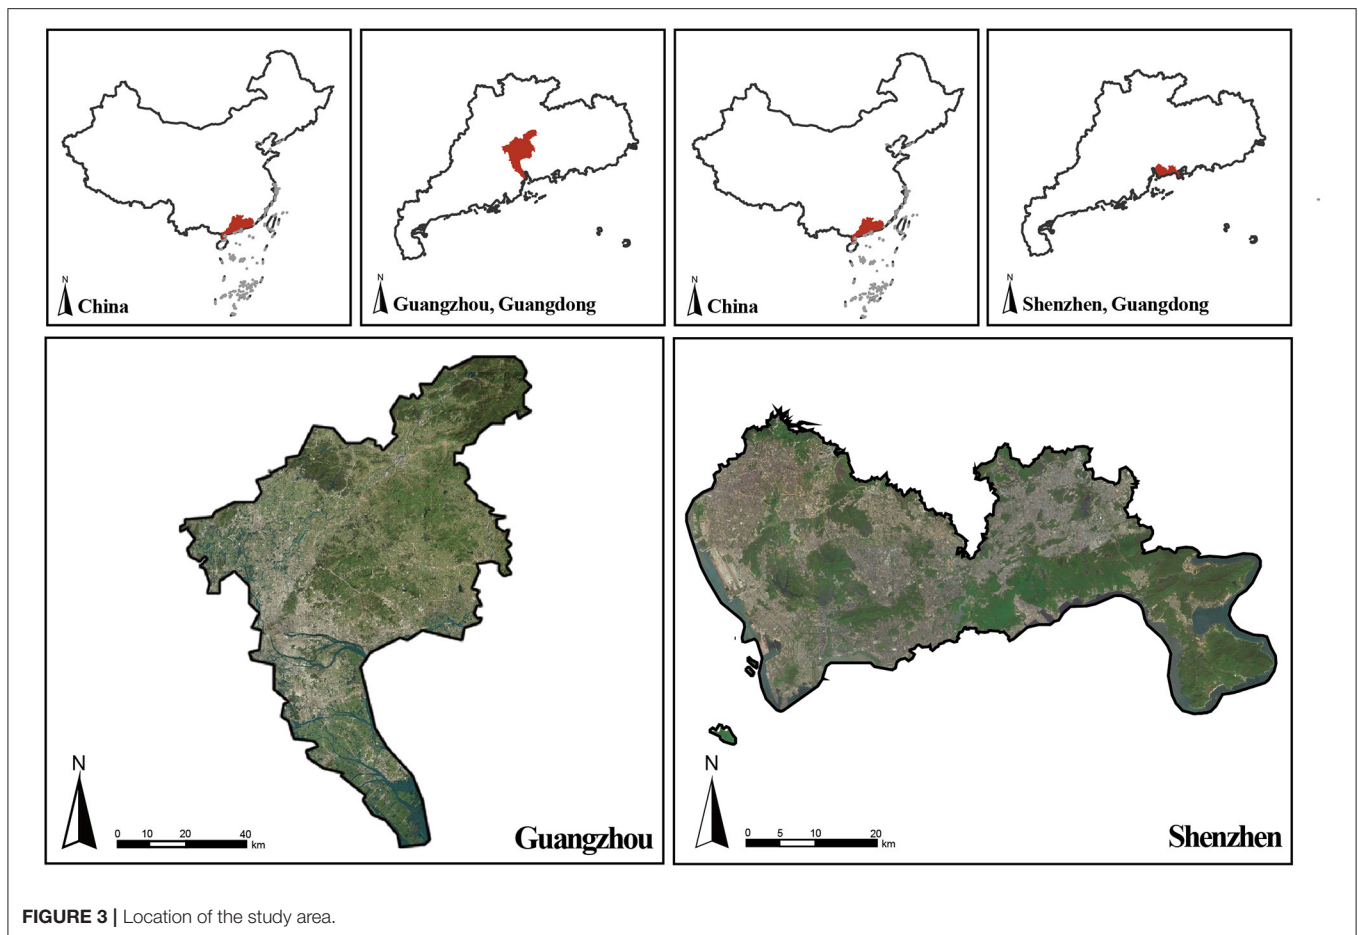 N
China
N
Guangzhou, Guangdong
N
China
N
Shenzhen, Guangdong
N
0 10 20 40
km
Guangzhou
N
0 5 10 20
km
Shenzhen
FIGURE 3 | Location of the study area.